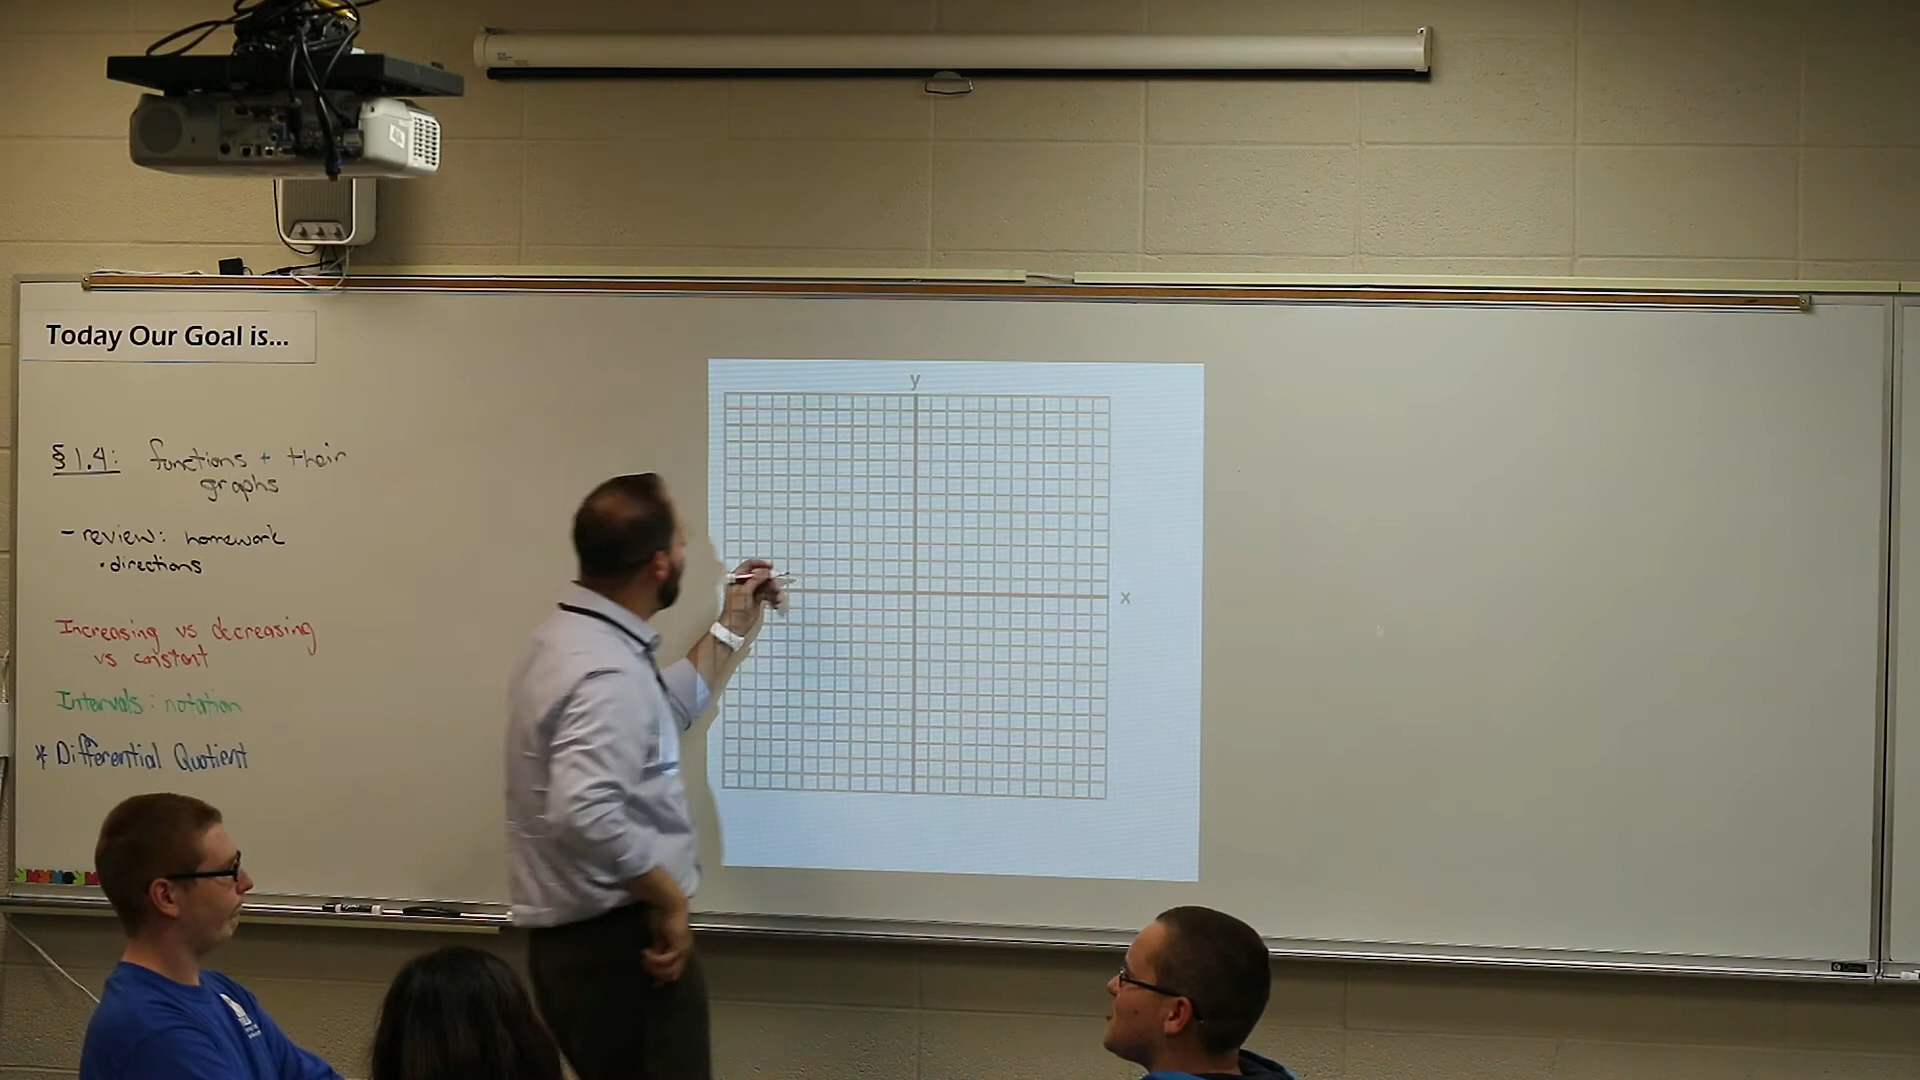 Today Our Goal is...
§1.4: functions + their
graphs
- review: homework
• directions
Increasing vs decreasing
vs constant
Intervals: notation
* Differential Quotient
y
x